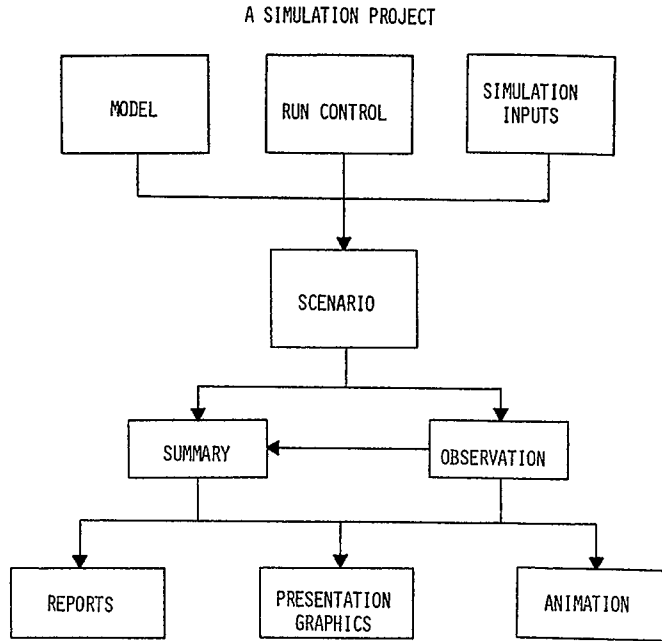 A SIMULATION PROJECT
MODEL
RUN CONTROL
SIMULATION
INPUTS
SCENARIO
SUMMARY
OBSERVATION
REPORTS
PRESENTATION
GRAPHICS
ANIMATION